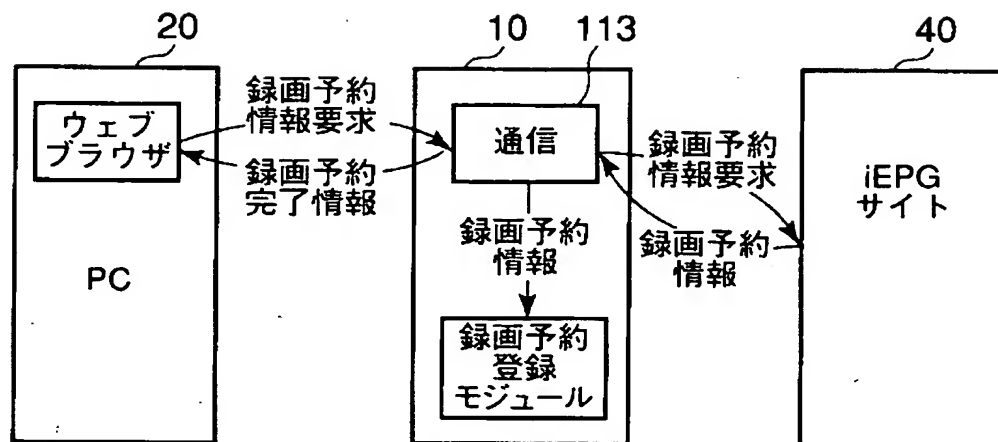 20
10
113
40
ウェブ
ブラウザ
PC
録画予約
情報要求
録画予約
完了情報
通信
録画予約
情報
録画予約
登録
モジュール
録画予約
情報要求
録画予約
情報
iEPG
サイト